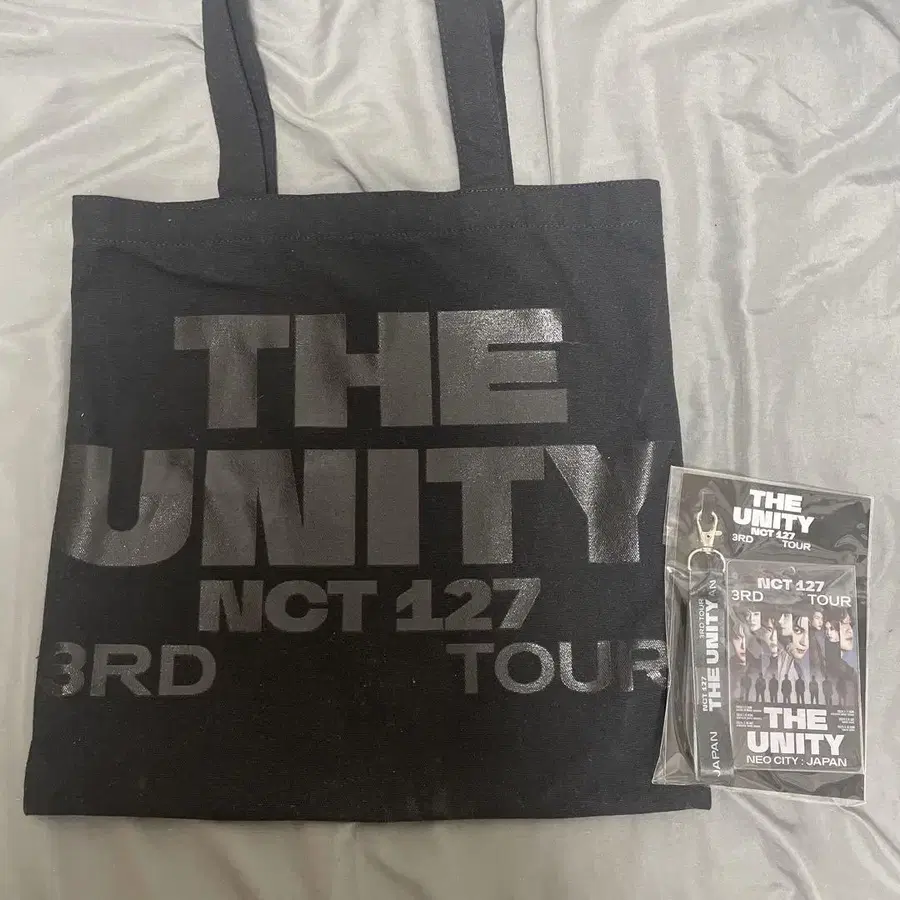 THE
UNITY
NCT 127
3RD TOUR
THE
UNITY
NCT 127
3RD TOUR
NCT 127 3RD TOUR
THE UNITY
JAPAN
NCT 127
3RD TOUR
THE
UNITY
NEO CITY : JAPAN